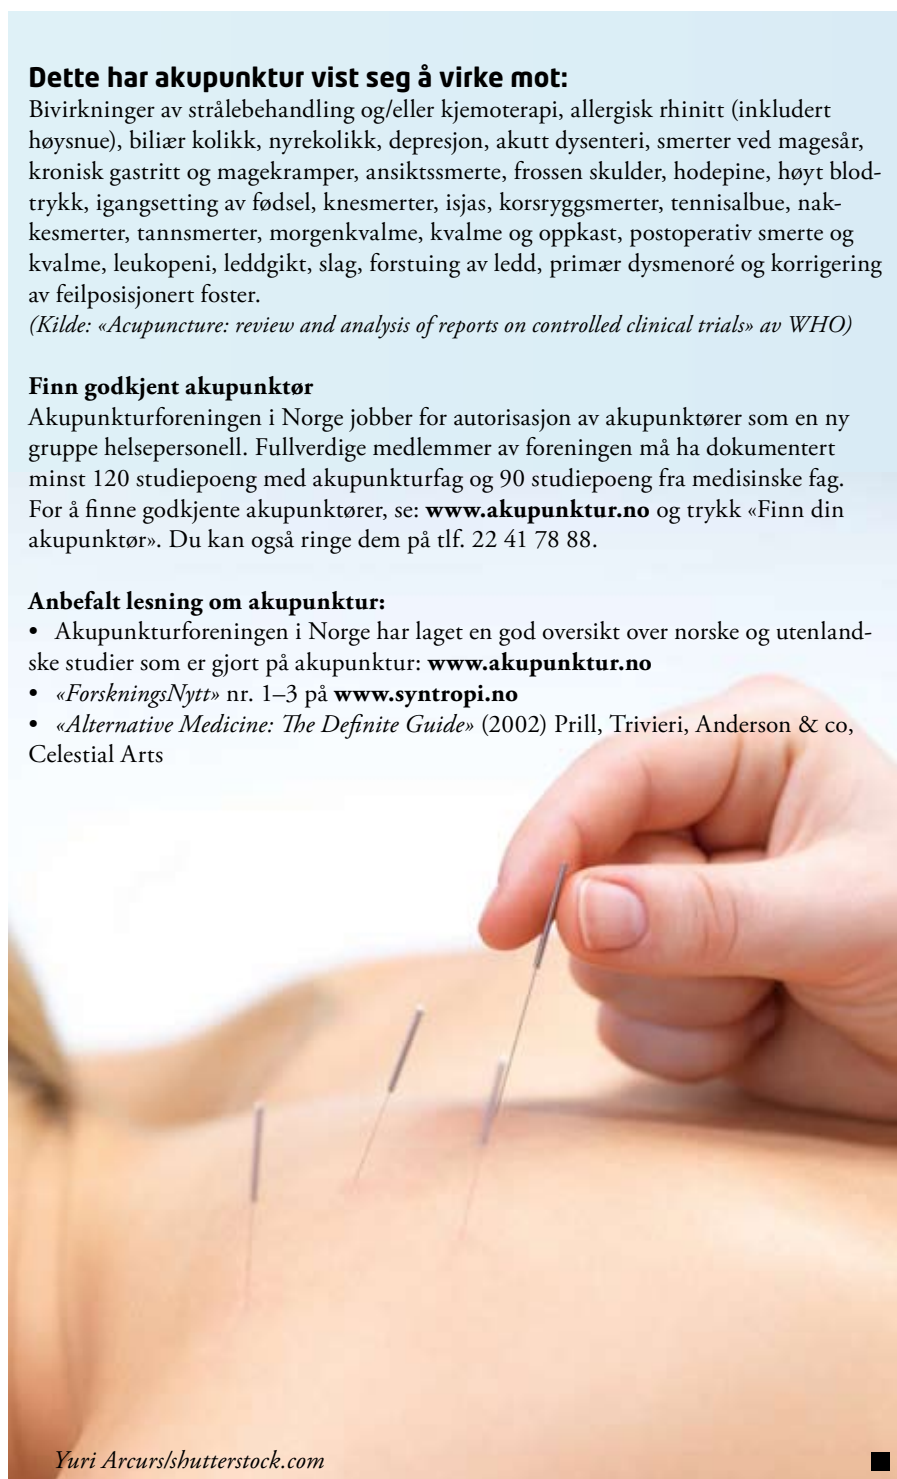 Dette har akupunktur vist seg å virke mot:
Bivirkninger av strålebehandling og/eller kjemoterapi, allergisk rhinitt (inkludert
høysnue), biliær kolikk, nyrekolikk, depresjon, akutt dysenteri, smerter ved magesår,
kronisk gastritt og magekramper, ansiktssmerte, frossen skulder, hodepine, høyt blod-
trykk, igangsetting av fødsel, knesmerter, isjas, korsryggsmerter, tennisalbue, nak-
kesmerter, tannsmerter, morgenkvalme, kvalme og oppkast, postoperativ smerte og
kvalme, leukopeni, leddgikt, slag, forstuing av ledd, primær dysmenoré og korrigering
av feilposisjonert foster.
(Kilde: «Acupuncture: review and analysis of reports on controlled clinical trials» av WHO)
Finn godkjent akupunktør
Akupunkturforeningen i Norge jobber for autorisasjon av akupunktører som en ny
gruppe helsepersonell. Fullverdige medlemmer av foreningen må ha dokumentert
minst 120 studiepoeng med akupunkturfag og 90 studiepoeng fra medisinske fag.
For å finne godkjente akupunktører, se: www.akupunktur.no og trykk «Finn din
akupunktør». Du kan også ringe dem på tlf. 22 41 78 88.
Anbefalt lesning om akupunktur:
• Akupunkturforeningen i Norge har laget en god oversikt over norske og utenland-
ske studier som er gjort på akupunktur: www.akupunktur.no
• «ForskningsNytt» nr. 1–3 på www.syntropi.no
• «Alternative Medicine: The Definite Guide» (2002) Prill, Trivieri, Anderson & co,
Celestial Arts
Yuri Arcurs/shutterstock.com